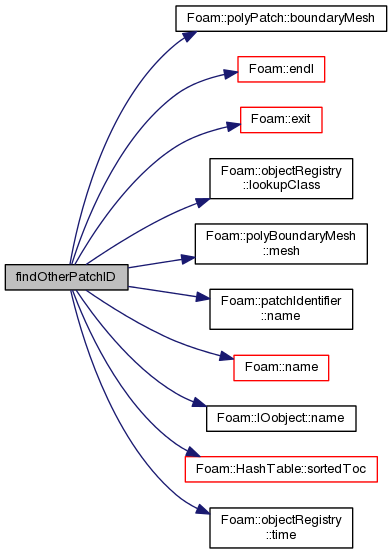 Foam::polyPatch::boundaryMesh
Foam::endl
Foam::exit
Foam::objectRegistry
::lookupClass
Foam::polyBoundaryMesh
::mesh
findOtherPatchID
Foam::patchIdentifier
::name
Foam::name
Foam::IOobject::name
Foam::HashTable::sortedToc
Foam::objectRegistry
::time